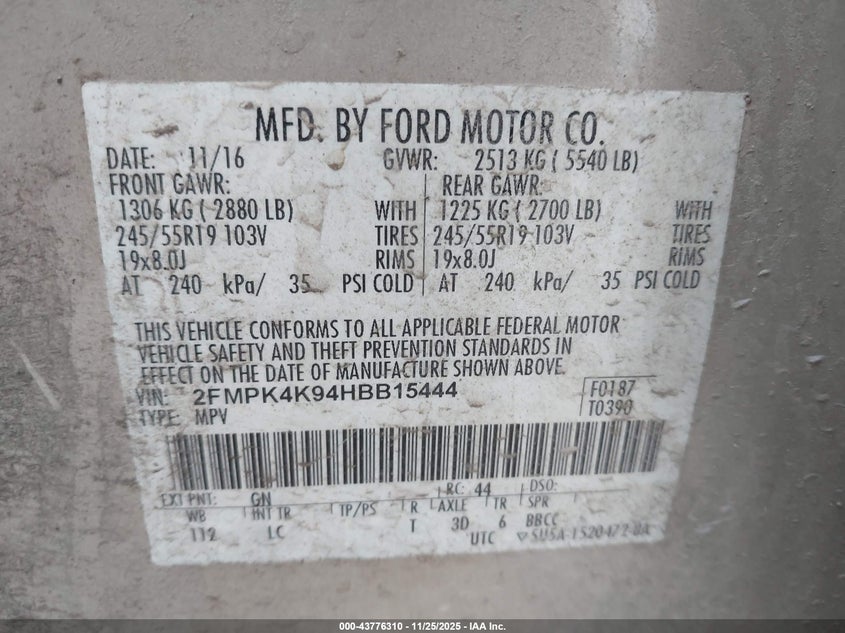 MFD. BY FORD MOTOR CO.
DATE: 11/16 GVWR: 2513 KG ( 5540 LB)
FRONT GAWR: REAR GAWR:
1306 KG ( 2880 LB) WITH 1225 KG ( 2700 LB) WITH
245/55R19 103V TIRES 245/55R19 103V TIRES
19x8.0J RIMS 19x8.0J RIMS
AT 240 kPa/ 35 PSI COLD AT 240 kPa/ 35 PSI COLD
THIS VEHICLE CONFORMS TO ALL APPLICABLE FEDERAL MOTOR
VEHICLE SAFETY AND THEFT PREVENTION STANDARDS IN
EFFECT ON THE DATE OF MANUFACTURE SHOWN ABOVE.
VIN: 2FMPK4K94HBB15444 F0187
TYPE: MPV T0390
EXT PNT: GN RC: 44 DSO:
WB INT TR TP/PS R AXLE TR SPR
112 LC T 3D 6 BBCC
UTC
000-43776310 - 11/25/2025 - IAA Inc.